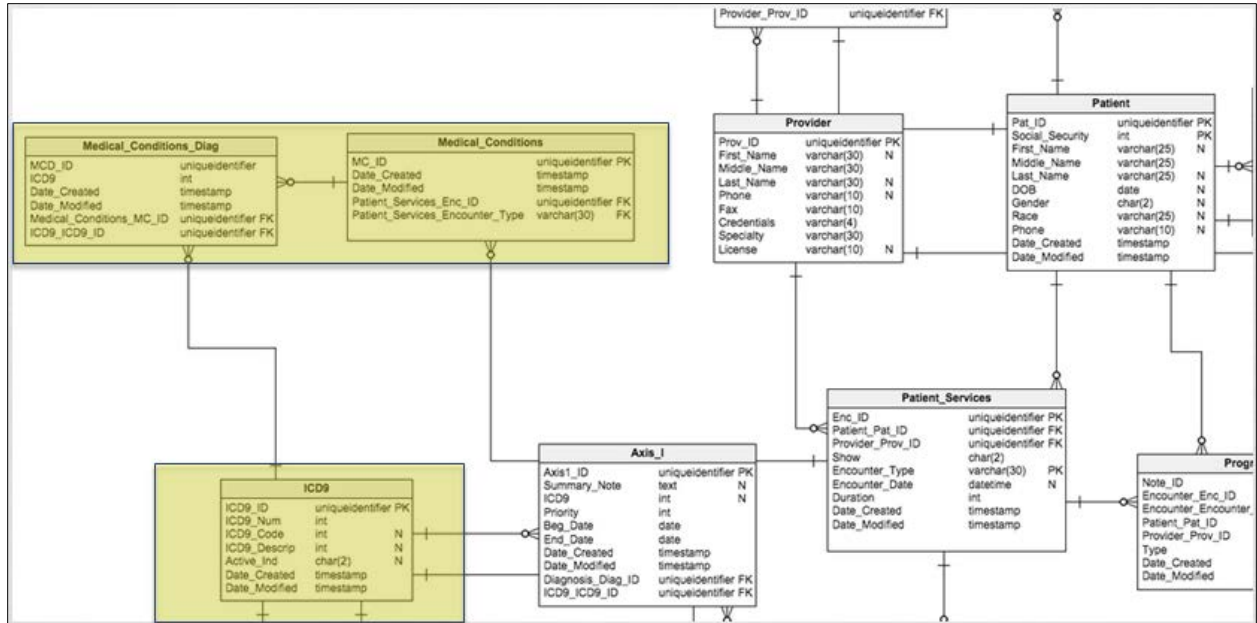 Provider_Prov_ID uniqueidentifier FK
Medical_Conditions_Diag
MCD_ID uniqueidentifier
ICD9 int
Date_Created timestamp
Date_Modified timestamp
Medical_Conditions_MC_ID uniqueidentifier FK
ICD9_ICD9_ID uniqueidentifier FK
Medical_Conditions
MC_ID uniqueidentifier PK
Date_Created timestamp
Date_Modified timestamp
Patient_Services_Enc_ID uniqueidentifier FK
Patient_Services_Encounter_Type varchar(30) FK
Provider
Prov_ID uniqueidentifier PK
First_Name varchar(30) N
Middle_Name varchar(30)
Last_Name varchar(30) N
Phone varchar(10) N
Fax varchar(10)
Credentials varchar(4)
Specialty varchar(30)
License varchar(10) N
Patient
Pat_ID uniqueidentifier PK
Social_Security int PK
First_Name varchar(25) N
Middle_Name varchar(25)
Last_Name varchar(25) N
DOB date N
Gender char(2) N
Race varchar(25) N
Phone varchar(10) N
Date_Created timestamp
Date_Modified timestamp
ICD9
ICD9_ID uniqueidentifier PK
ICD9_Num int
ICD9_Code int N
ICD9_Descrip int N
Active_Ind char(2) N
Date_Created timestamp
Date_Modified timestamp
Axis_I
Axis1_ID uniqueidentifier PK
Summary_Note text N
ICD9 int N
Priority int
Beg_Date date
End_Date date
Date_Created timestamp
Date_Modified timestamp
Diagnosis_Diag_ID uniqueidentifier FK
ICD9_ICD9_ID uniqueidentifier FK
Patient_Services
Enc_ID uniqueidentifier PK
Patient_Pat_ID uniqueidentifier FK
Provider_Prov_ID uniqueidentifier FK
Show char(2)
Encounter_Type varchar(30) PK
Encounter_Date datetime N
Duration int
Date_Created timestamp
Date_Modified timestamp
Progr
Note_ID
Encounter_Enc_ID
Encounter_Encounter_
Patient_Pat_ID
Provider_Prov_ID
Type
Date_Created
Date_Modified